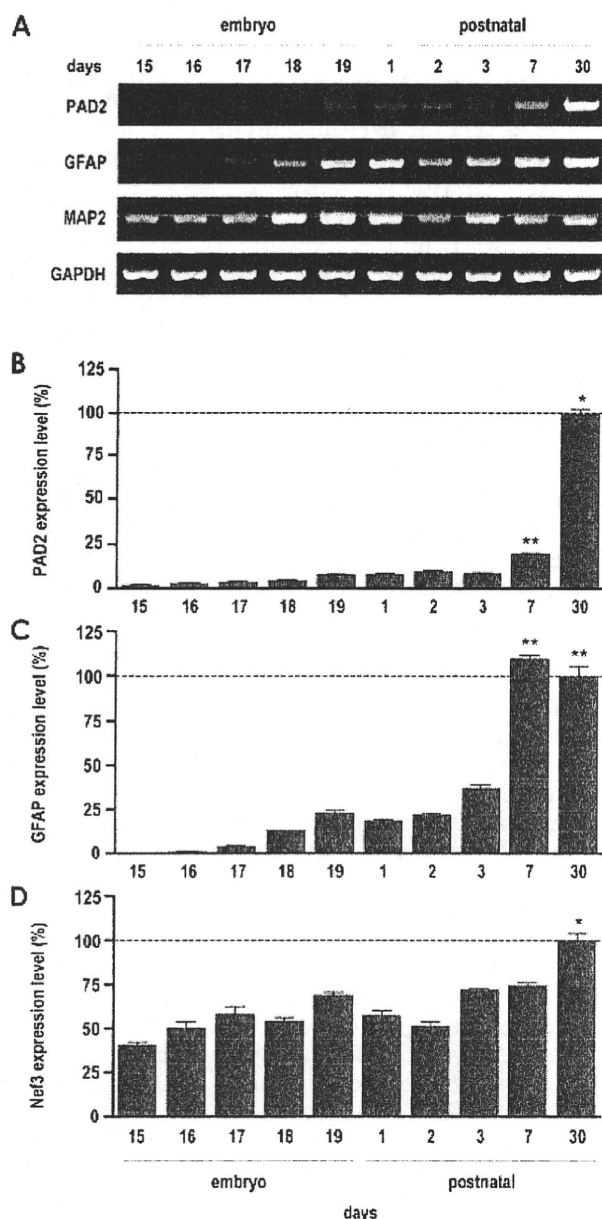 A
embryo postnatal
days 15 16 17 18 19 1 2 3 7 30
PAD2
GFAP
MAP2
GAPDH
B
PAD2 expression level (%)
125
100
75
50
25
0
*
**
15 16 17 18 19 1 2 3 7 30
C
GFAP expression level (%)
125
100
75
50
25
0
** **
15 16 17 18 19 1 2 3 7 30
D
Nef3 expression level (%)
125
100
75
50
25
0
*
15 16 17 18 19 1 2 3 7 30
embryo postnatal
days